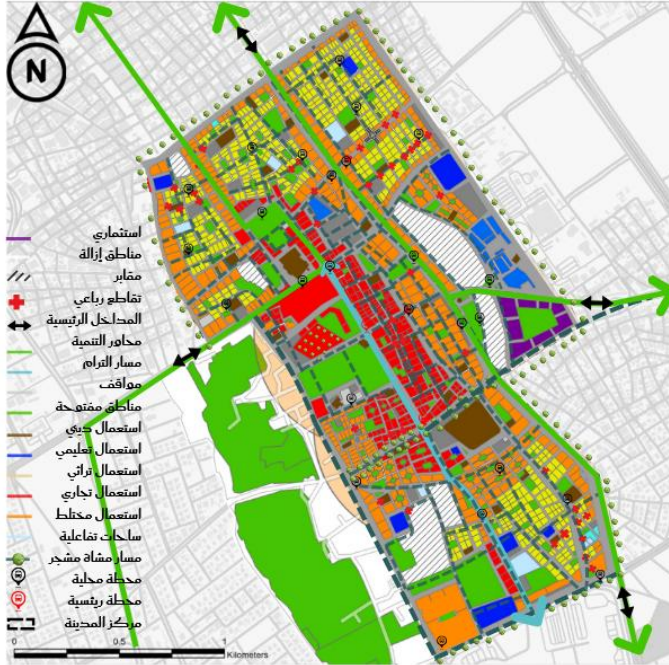 N
استثماري
مناطق إزالة
مقابر
تقاطع رباعي
المداخل الرئيسية
محاور التنمية
مسار الترام
مواقف
مناطق مفتوحة
استعمال ديني
استعمال تعليمي
استعمال تراثي
استعمال تجاري
استعمال مختلط
ساحات تفاعلية
مسار مشاة مشجر
محطة محلية
محطة رئيسية
مركز المدينة
0 0.5 1
Kilometers